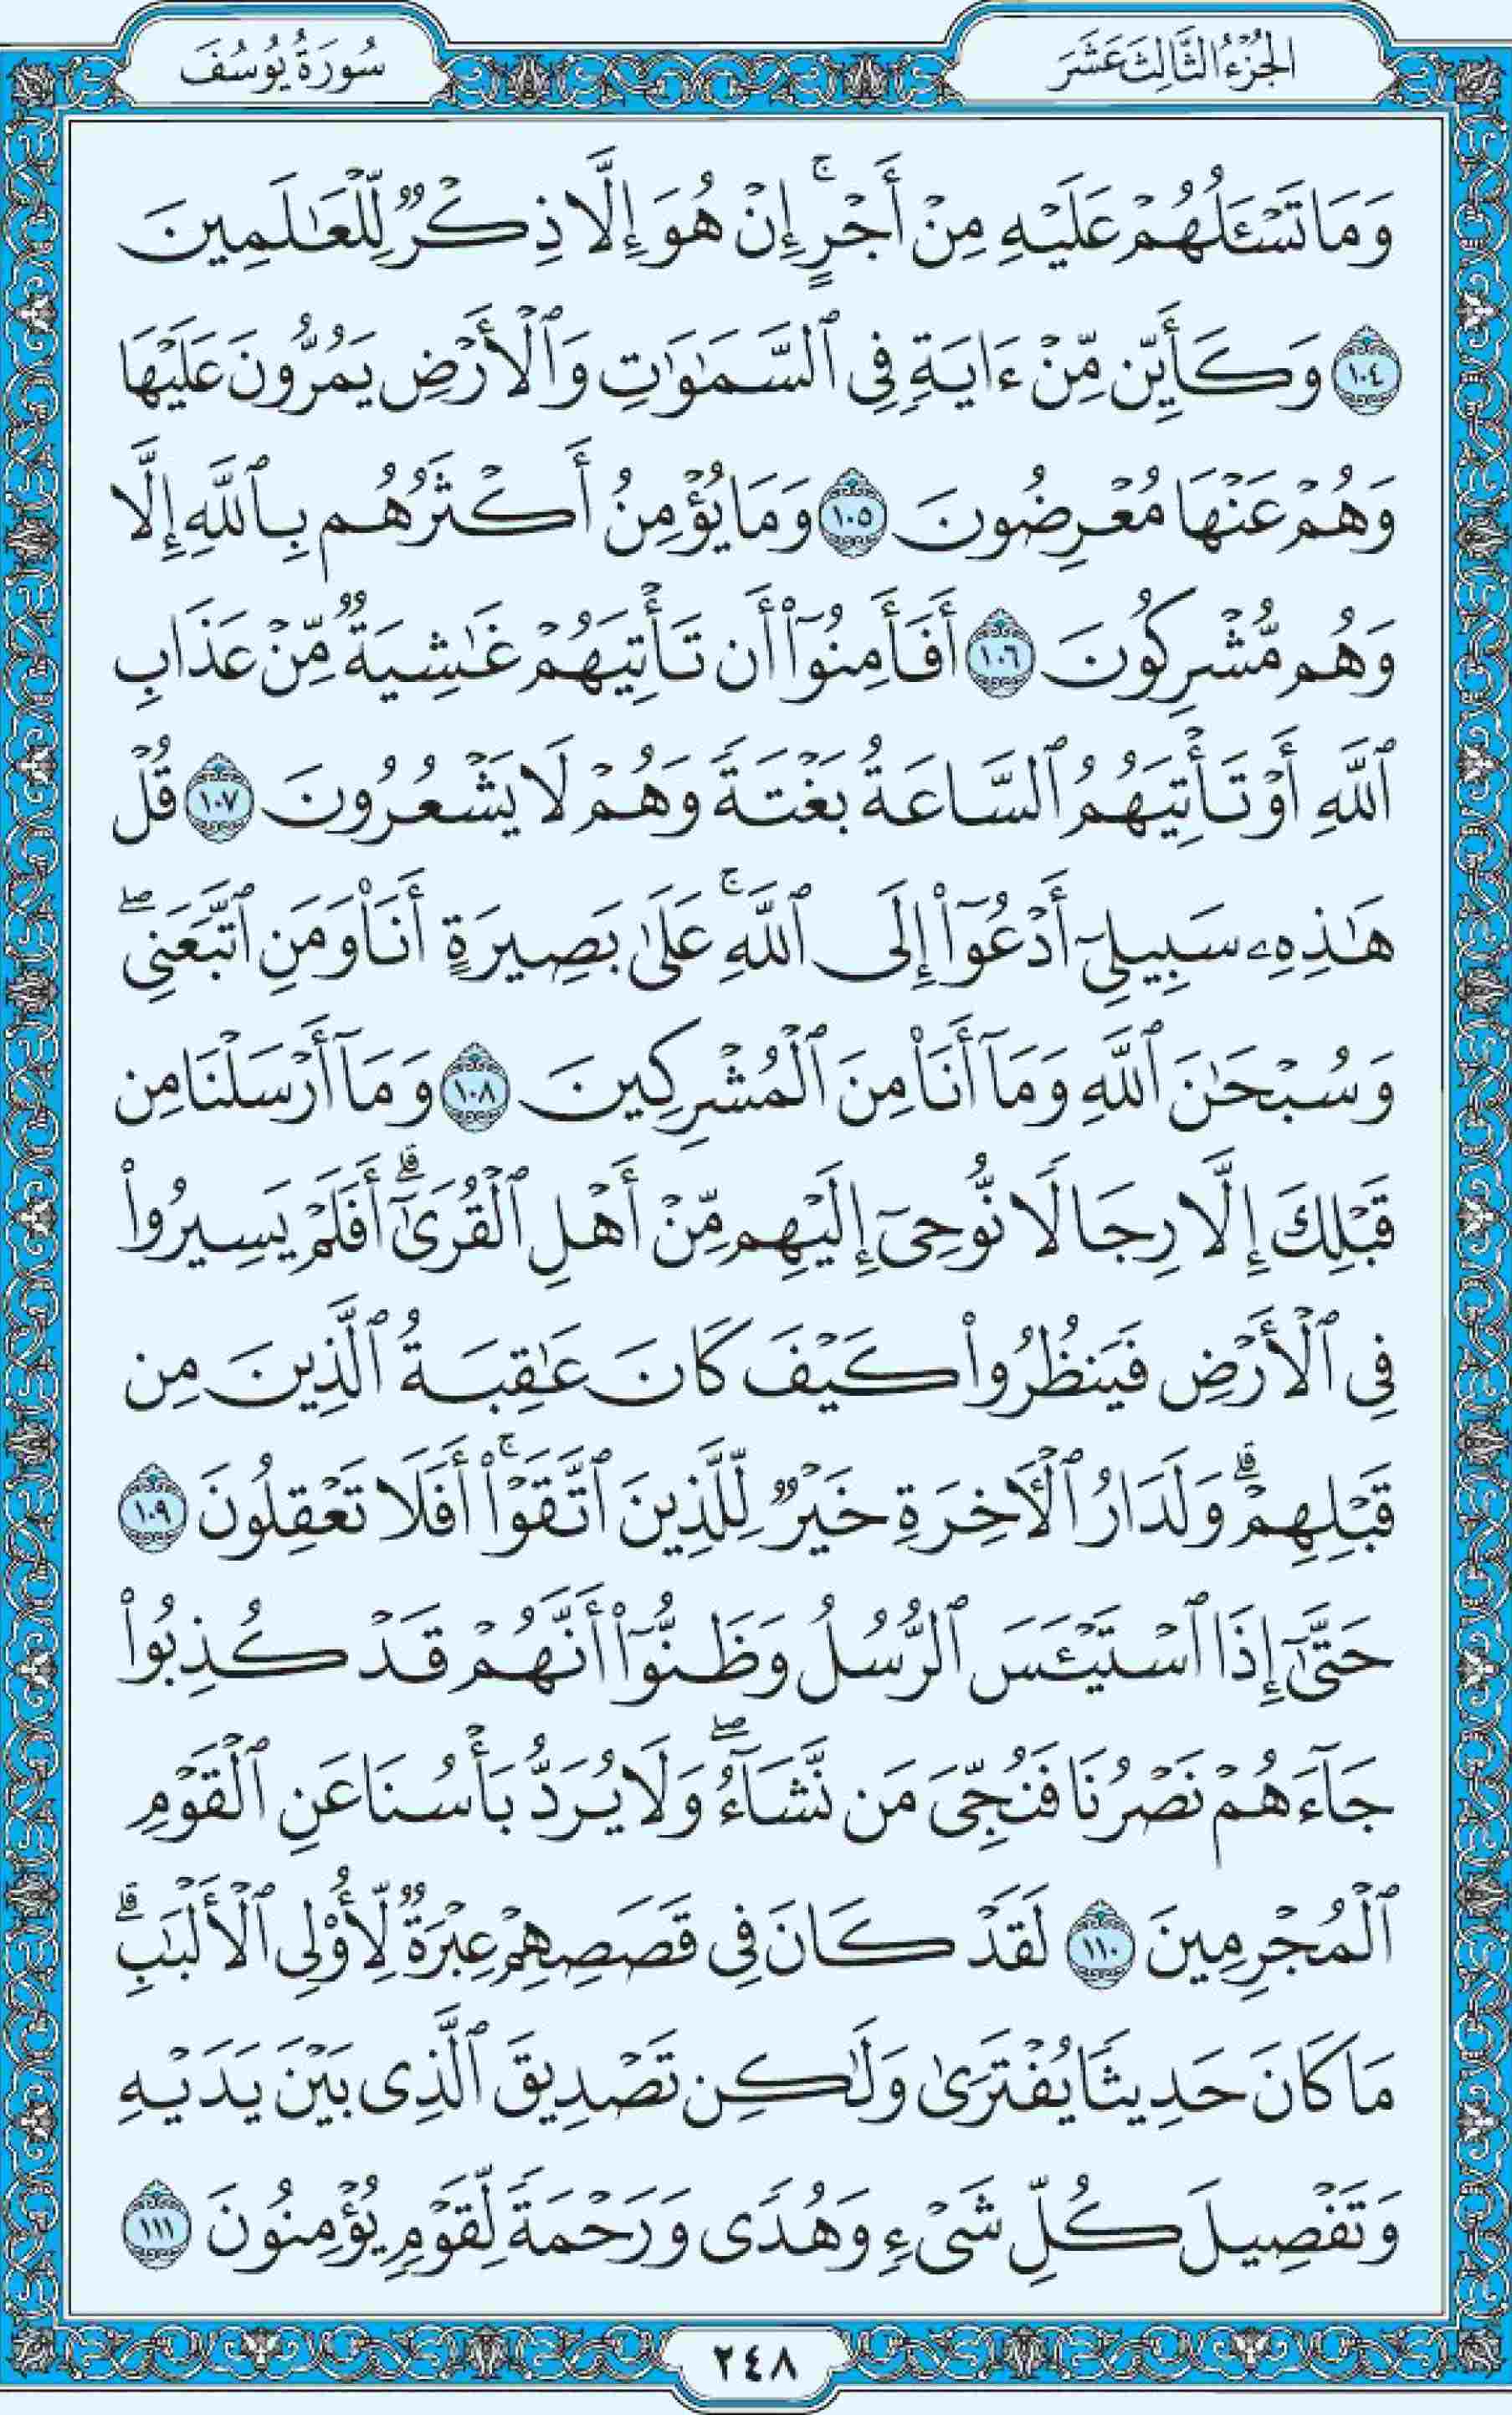 الجُزْءُ الثَّالِثَ عَشَرَ
سُورَةُ يُوسُفَ
وَمَا تَسْـَٔلُهُمْ عَلَيْهِ مِنْ أَجْرٍۚ إِنْ هُوَ إِلَّا ذِكْرٌ لِّلْعَـٰلَمِينَ
١٠٤ وَكَأَيِّن مِّنْ ءَايَةٍ فِى ٱلسَّمَـٰوَٰتِ وَٱلْأَرْضِ يَمُرُّونَ عَلَيْهَا
وَهُمْ عَنْهَا مُعْرِضُونَ ١٠٥ وَمَا يُؤْمِنُ أَكْثَرُهُم بِٱللَّهِ إِلَّا
وَهُم مُّشْرِكُونَ ١٠٦ أَفَأَمِنُوٓا۟ أَن تَأْتِيَهُمْ غَـٰشِيَةٌ مِّنْ عَذَابِ
ٱللَّهِ أَوْ تَأْتِيَهُمُ ٱلسَّاعَةُ بَغْتَةً وَهُمْ لَا يَشْعُرُونَ ١٠٧ قُلْ
هَـٰذِهِۦ سَبِيلِىٓ أَدْعُوٓا۟ إِلَى ٱللَّهِۚ عَلَىٰ بَصِيرَةٍ أَنَا۠ وَمَنِ ٱتَّبَعَنِىۖ
وَسُبْحَـٰنَ ٱللَّهِ وَمَآ أَنَا۠ مِنَ ٱلْمُشْرِكِينَ ١٠٨ وَمَآ أَرْسَلْنَا مِن
قَبْلِكَ إِلَّا رِجَالًا نُّوحِىٓ إِلَيْهِم مِّنْ أَهْلِ ٱلْقُرَىٰٓۗ أَفَلَمْ يَسِيرُوا۟
فِى ٱلْأَرْضِ فَيَنظُرُوا۟ كَيْفَ كَانَ عَـٰقِبَةُ ٱلَّذِينَ مِن
قَبْلِهِمْۗ وَلَدَارُ ٱلْـَٔاخِرَةِ خَيْرٌ لِّلَّذِينَ ٱتَّقَوْا۟ۚ أَفَلَا تَعْقِلُونَ ١٠٩
حَتَّىٰٓ إِذَا ٱسْتَيْـَٔسَ ٱلرُّسُلُ وَظَنُّوٓا۟ أَنَّهُمْ قَدْ كُذِبُوا۟
جَآءَهُمْ نَصْرُنَا فَنُجِّىَ مَن نَّشَآءُۖ وَلَا يُرَدُّ بَأْسُنَا عَنِ ٱلْقَوْمِ
ٱلْمُجْرِمِينَ ١١٠ لَقَدْ كَانَ فِى قَصَصِهِمْ عِبْرَةٌ لِّأُو۟لِى ٱلْأَلْبَـٰبِۗ
مَا كَانَ حَدِيثًا يُفْتَرَىٰ وَلَـٰكِن تَصْدِيقَ ٱلَّذِى بَيْنَ يَدَيْهِ
وَتَفْصِيلَ كُلِّ شَىْءٍ وَهُدًى وَرَحْمَةً لِّقَوْمٍ يُؤْمِنُونَ ١١١
٢٤٨